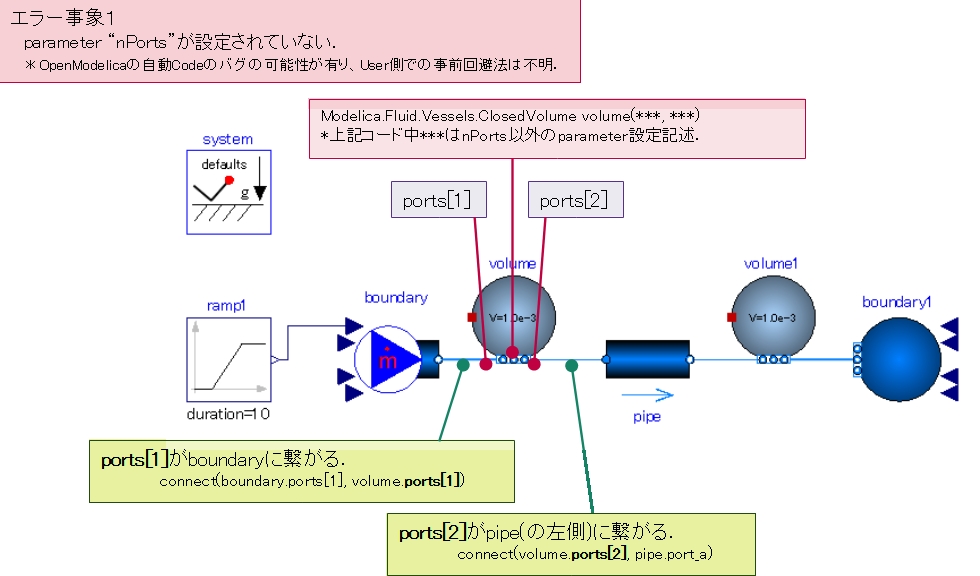 エラー事象1
parameter “nPorts”が設定されていない.
＊OpenModelicaの自動Codeのバグの可能性が有り、User側での事前回避法は不明.
Modelica.Fluid.Vessels.ClosedVolume volume(***, ***)
*上記コード中***はnPorts以外のparameter設定記述.
system
defaults
g
ports[1]
ports[2]
volume
volume1
V=1.0e-3
V=1.0e-3
ramp1
boundary
boundary1
m
duration=10
pipe
ports[1]がboundaryに繋がる.
connect(boundary.ports[1], volume.ports[1])
ports[2]がpipe(の左側)に繋がる.
connect(volume.ports[2], pipe.port_a)